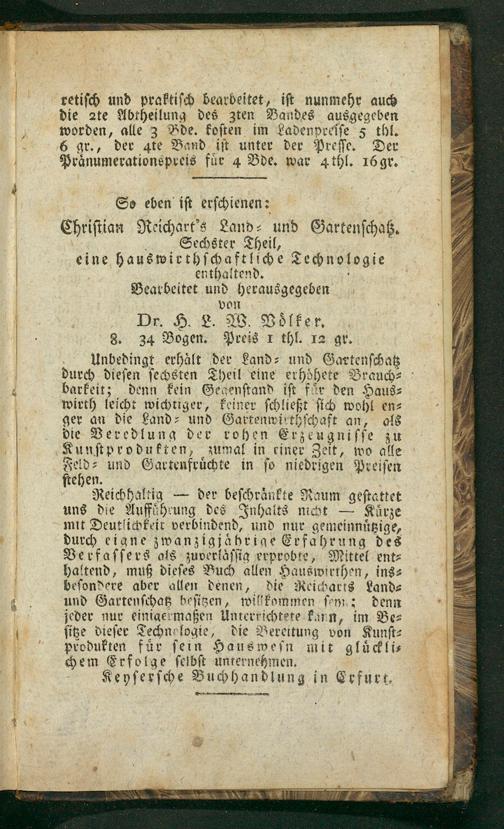 retisch und praktisch bearbeitet, ist nunmehr auch
die 2te Abtheilung des 3ten Bandes ausgegeben
worden, alle 3 Bde. kosten im Ladenpreise 5 thl.
6 gr., der 4te Band ist unter der Presse. Der
Pränumerationspreis für 4 Bde. war 4 thl. 16 gr.
So eben ist erschienen:
Christian Reichart's Land- und Gartenschatz.
Sechster Theil,
eine hauswirthschaftliche Technologie
enthaltend.
Bearbeitet und herausgegeben
von
Dr. H. L. W. Völker.
8. 34 Bogen. Preis 1 thl. 12 gr.
Unbedingt erhält der Land- und Gartenschatz
durch diesen sechsten Theil eine erhöhete Brauch-
barkeit; denn kein Gegenstand ist für den Haus-
wirth leicht wichtiger, keiner schließt sich wohl en-
ger an die Land- und Gartenwirthschaft an, als
die Veredlung der rohen Erzeugnisse zu
Kunstprodukten, zumal in einer Zeit, wo alle
Feld- und Gartenfrüchte in so niedrigen Preisen
stehen.
Reichhaltig — der beschränkte Raum gestattet
uns die Aufführung des Inhalts nicht — Kürze
mit Deutlichkeit verbindend, und nur gemeinnützige,
durch eigne zwanzigjährige Erfahrung des
Verfassers als zuverlässig erprobte, Mittel ent-
haltend, muß dieses Buch allen Hauswirthen, ins-
besondere aber allen denen, die Reicharts Land-
und Gartenschatz besitzen, willkommen seyn; denn
jeder nur einigermaßen Unterrichtete kann, im Be-
sitze dieser Technologie, die Bereitung von Kunst-
produkten für sein Hauswesn mit glückli-
chem Erfolge selbst unternehmen.
Keysersche Buchhandlung in Erfurt.